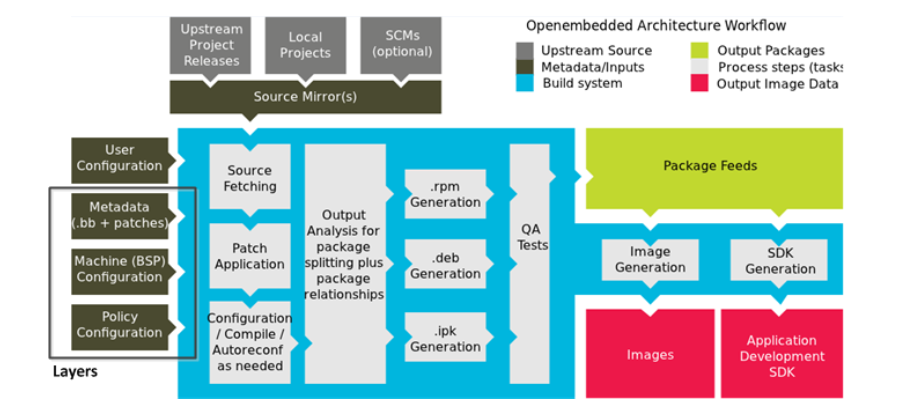 Openembedded Architecture Workflow
Upstream Source
Metadata/Inputs
Build system
Output Packages
Process steps (tasks
Output Image Data
Upstream
Project
Releases
Local
Projects
SCMs
(optional)
Source Mirror(s)
User
Configuration
Metadata
(.bb + patches)
Machine (BSP)
Configuration
Policy
Configuration
Layers
Source
Fetching
Patch
Application
Configuration
/ Compile /
Autoreconf
as needed
Output
Analysis for
package
splitting plus
package
relationships
.rpm
Generation
.deb
Generation
.ipk
Generation
QA
Tests
Package Feeds
Image
Generation
SDK
Generation
Images
Application
Development
SDK